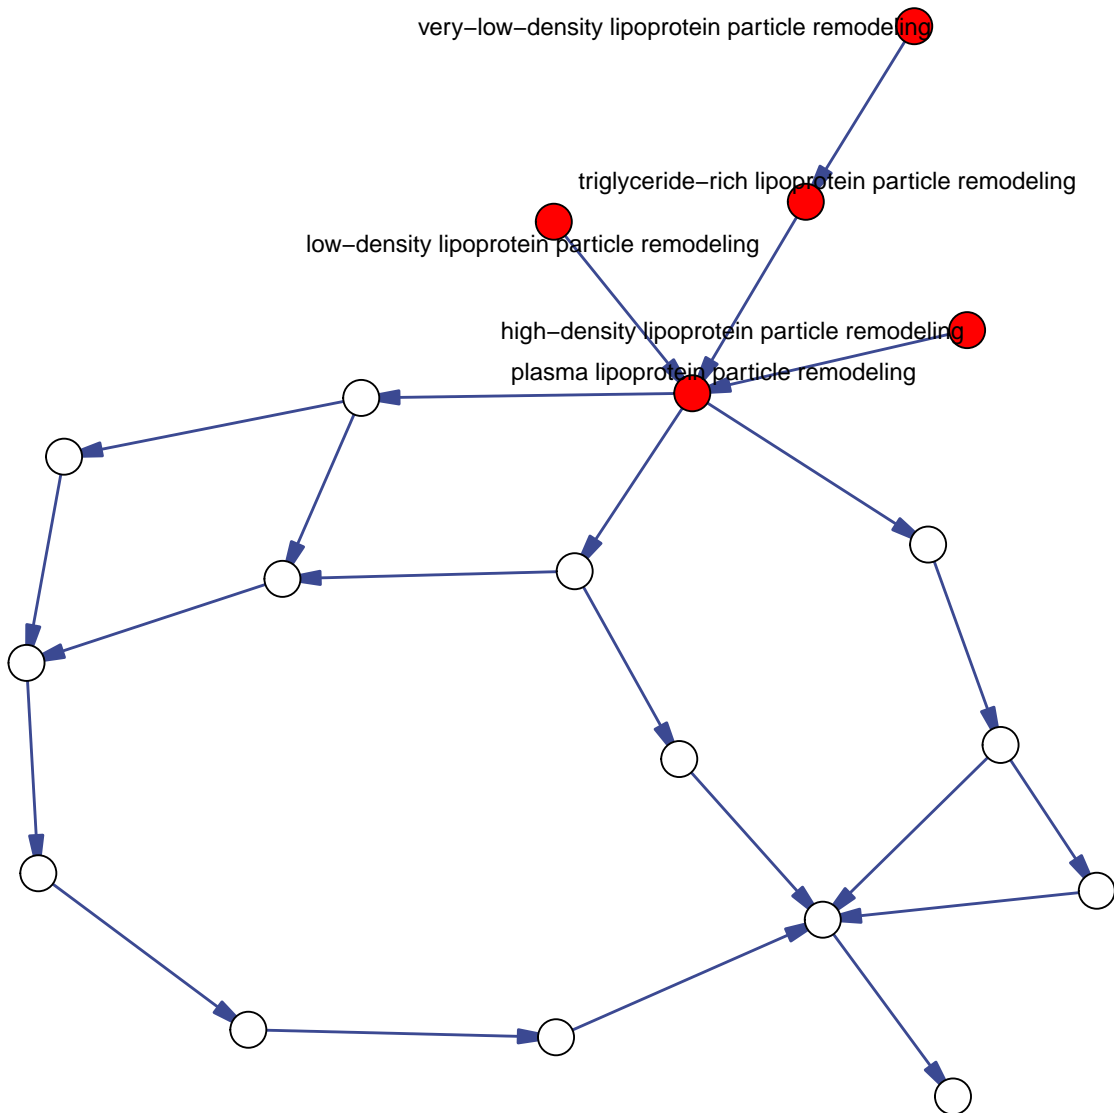 very−low−density lipoprotein particle remodeling
triglyceride−rich lipoprotein particle remodeling
low−density lipoprotein particle remodeling
high−density lipoprotein particle remodeling
plasma lipoprotein particle remodeling